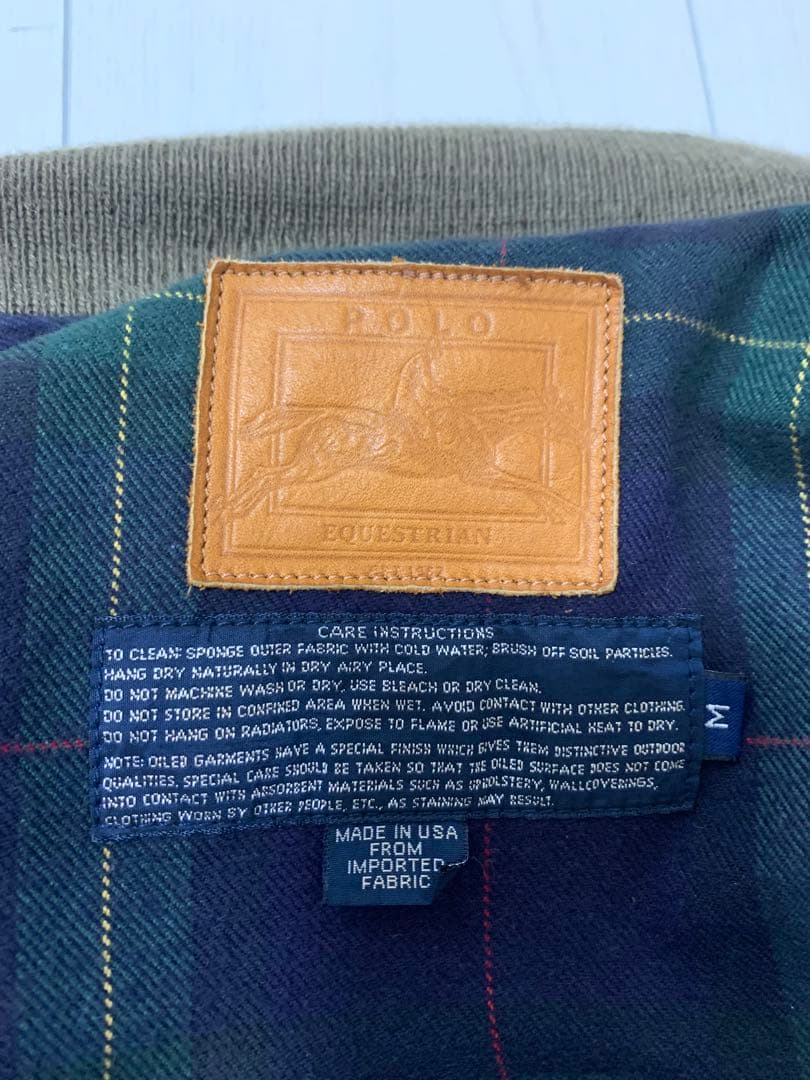 POLO
EQUESTRIAN
EST. 1967
CARE INSTRUCTIONS
TO CLEAN: SPONGE OUTER FABRIC WITH COLD WATER; BRUSH OFF SOIL PARTICLES.
HANG DRY NATURALLY IN DRY AIRY PLACE.
DO NOT MACHINE WASH OR DRY, USE BLEACH OR DRY CLEAN.
DO NOT STORE IN CONFINED AREA WHEN WET. AVOID CONTACT WITH OTHER CLOTHING.
DO NOT HANG ON RADIATORS, EXPOSE TO FLAME OR USE ARTIFICIAL HEAT TO DRY.
NOTE: OILED GARMENTS HAVE A SPECIAL FINISH WHICH GIVES THEM DISTINCTIVE OUTDOOR
QUALITIES. SPECIAL CARE SHOULD BE TAKEN SO THAT THE OILED SURFACE DOES NOT COME
INTO CONTACT WITH ABSORBENT MATERIALS SUCH AS UPHOLSTERY, WALLCOVERINGS,
CLOTHING WORN BY OTHER PEOPLE, ETC., AS STAINING MAY RESULT.
M
MADE IN USA
FROM
IMPORTED
FABRIC